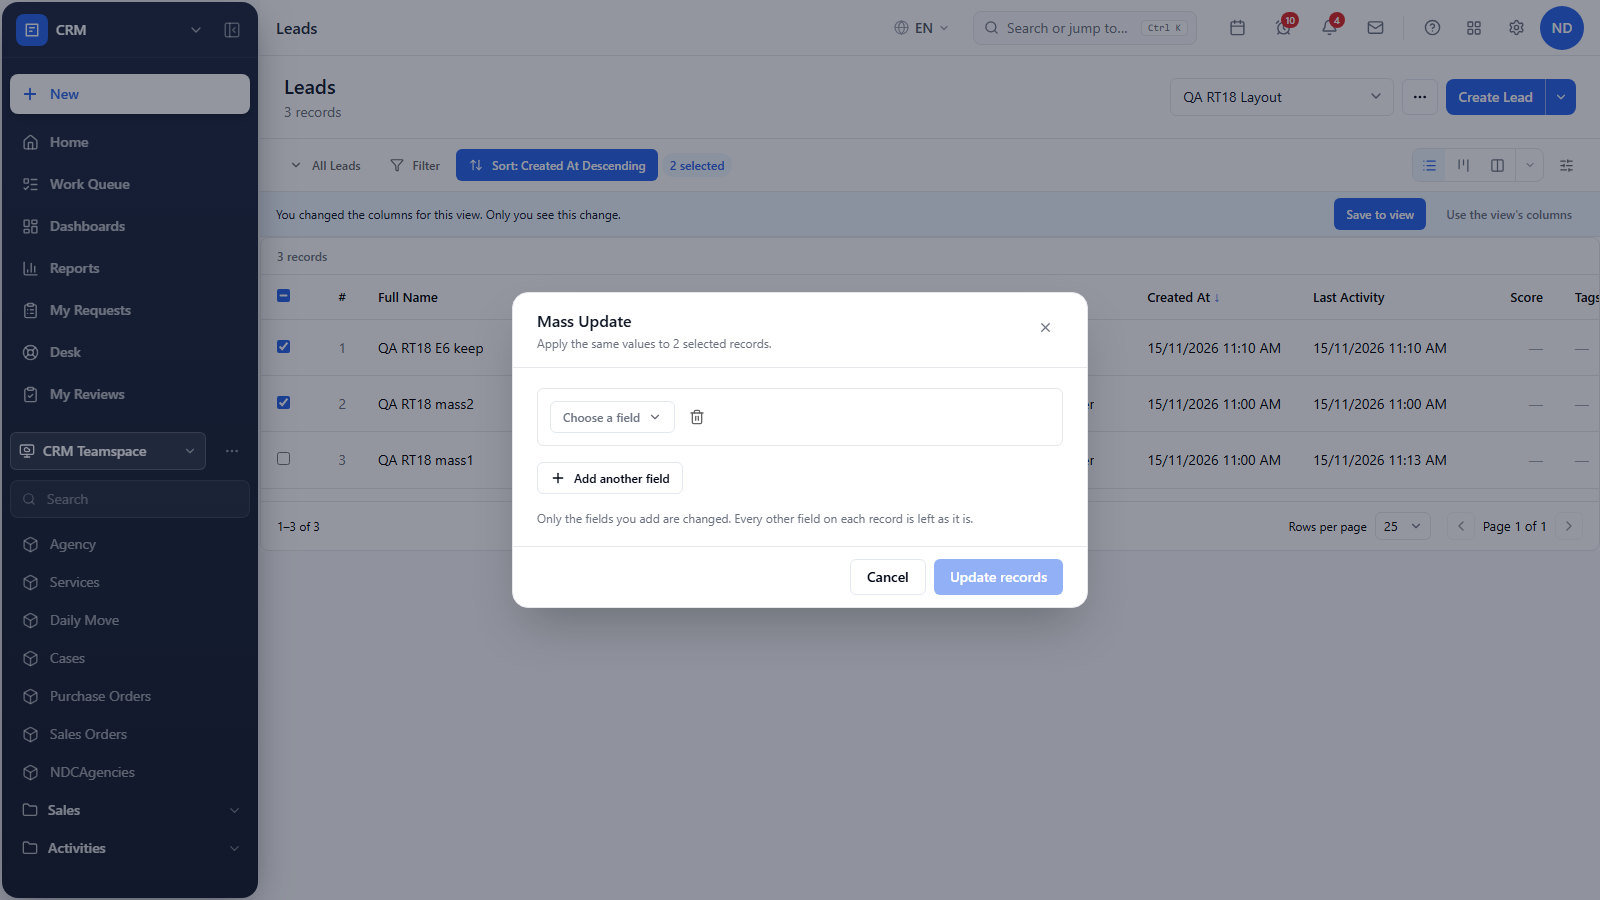 CRM
Leads
EN
Search or jump to...
Ctrl K
10
4
ND
New
Home
Work Queue
Dashboards
Reports
My Requests
Desk
My Reviews
CRM Teamspace
Search
Agency
Services
Daily Move
Cases
Purchase Orders
Sales Orders
NDCAgencies
Sales
Activities
Leads
3 records
QA RT18 Layout
Create Lead
All Leads
Filter
Sort: Created At Descending
2 selected
You changed the columns for this view. Only you see this change.
Save to view
Use the view's columns
3 records
# Full Name Created At ↓ Last Activity Score Tags
1 QA RT18 E6 keep 15/11/2026 11:10 AM 15/11/2026 11:10 AM — —
2 QA RT18 mass2 r 15/11/2026 11:00 AM 15/11/2026 11:00 AM — —
3 QA RT18 mass1 r 15/11/2026 11:00 AM 15/11/2026 11:13 AM — —
1–3 of 3
Rows per page 25
Page 1 of 1
Mass Update
Apply the same values to 2 selected records.
Choose a field
Add another field
Only the fields you add are changed. Every other field on each record is left as it is.
Cancel
Update records